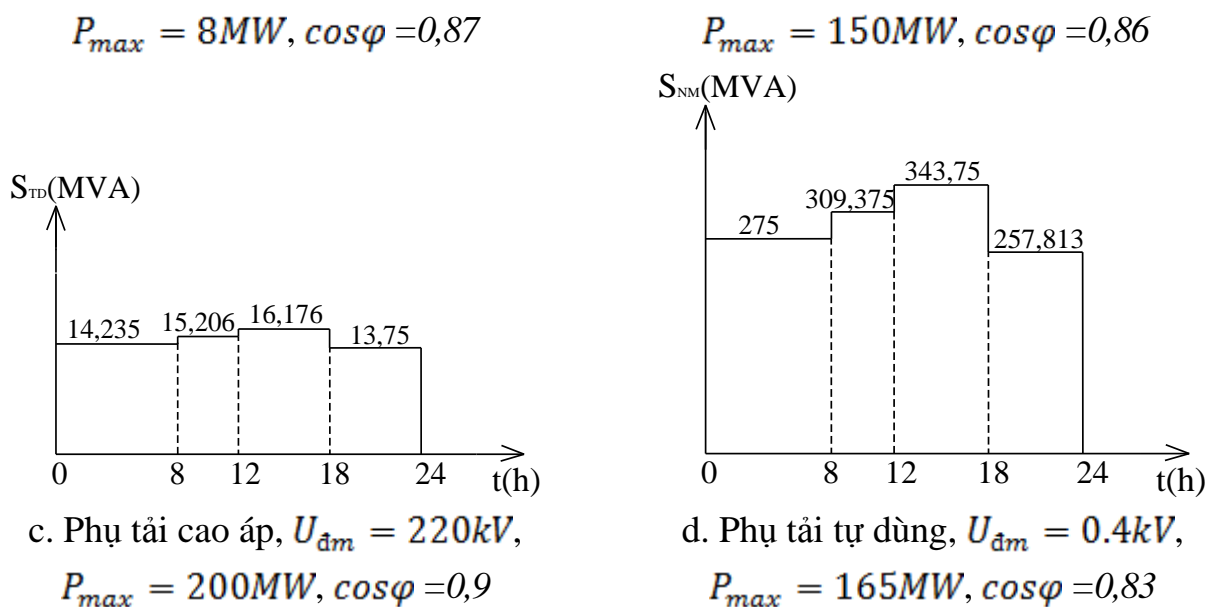 P_max = 8MW, cosφ =0,87
P_max = 150MW, cosφ =0,86
S_TD(MVA)
14,235
15,206
16,176
13,75
0
8
12
18
24
t(h)
S_NM(MVA)
275
309,375
343,75
257,813
0
8
12
18
24
t(h)
c. Phụ tải cao áp, U_đm = 220kV,
P_max = 200MW, cosφ =0,9
d. Phụ tải tự dùng, U_đm = 0.4kV,
P_max = 165MW, cosφ =0,83